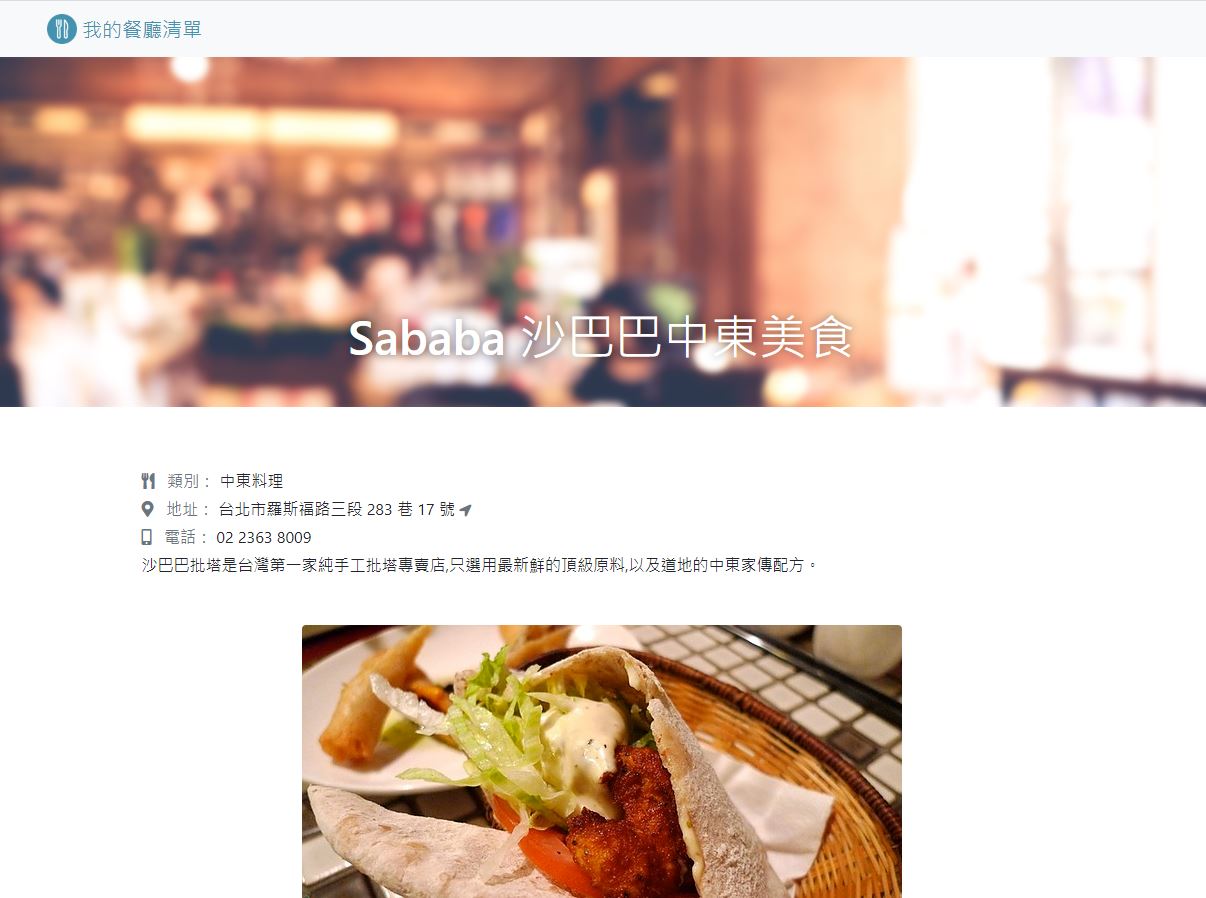 我的餐廳清單
Sababa 沙巴巴中東美食
類別： 中東料理
地址： 台北市羅斯福路三段 283 巷 17 號
電話： 02 2363 8009
沙巴巴批塔是台灣第一家純手工批塔專賣店,只選用最新鮮的頂級原料,以及道地的中東家傳配方。